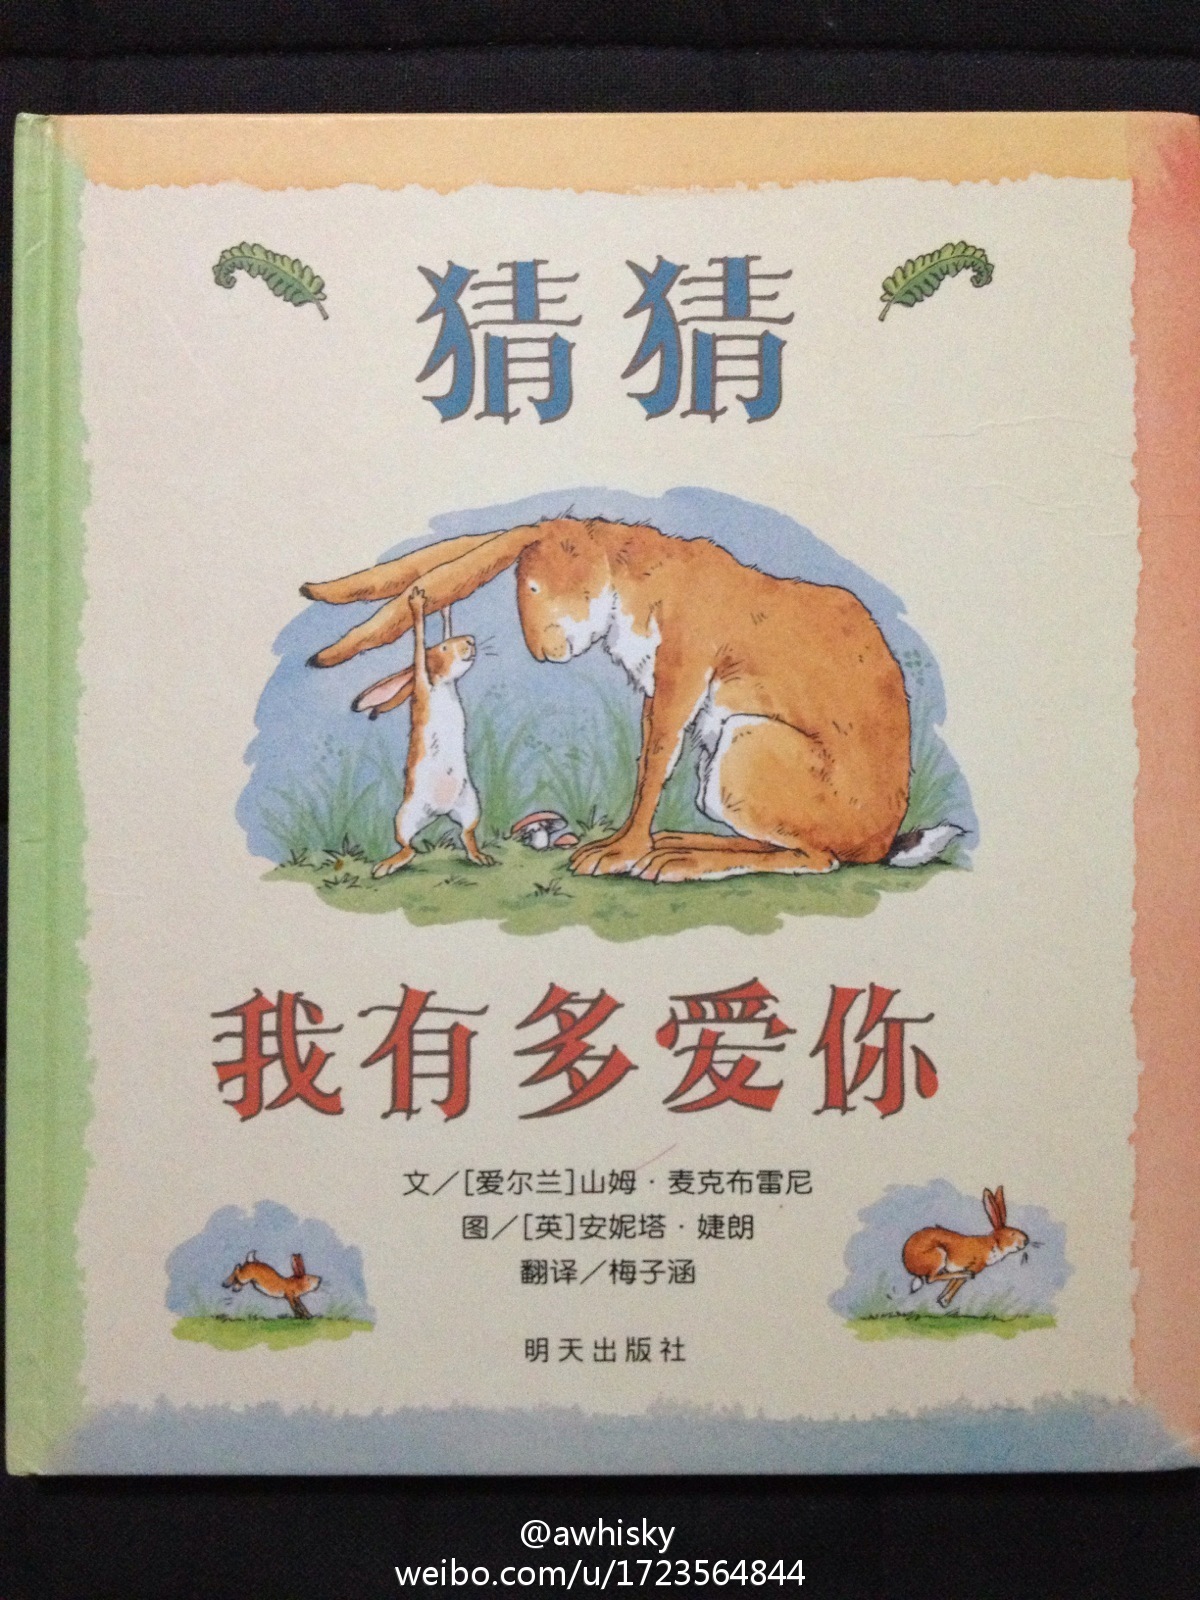 猜猜
我有多爱你
文／[爱尔兰]山姆·麦克布雷尼
图／[英]安妮塔·婕朗
翻译／梅子涵
明天出版社
@awhisky
weibo.com/u/1723564844